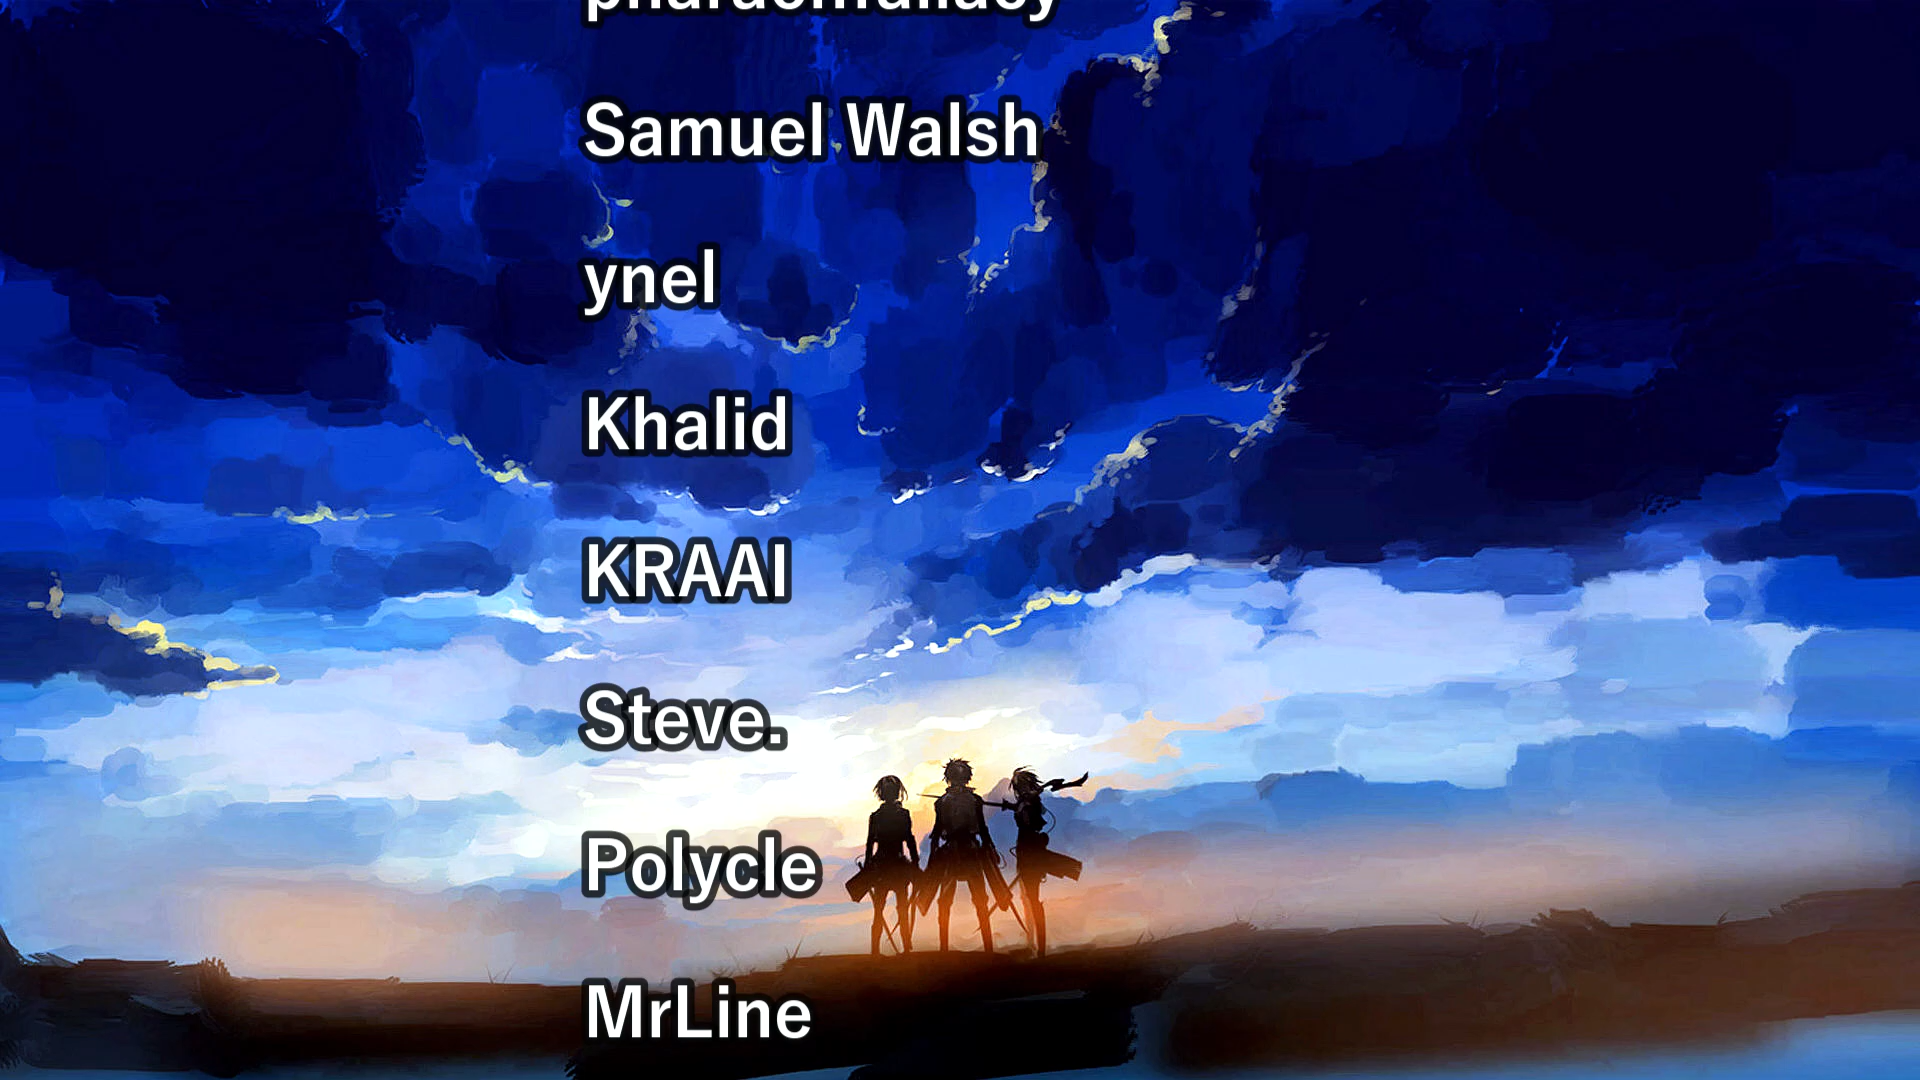 Samuel Walsh
ynel
Khalid
KRAAI
Steve.
Polycle
MrLine